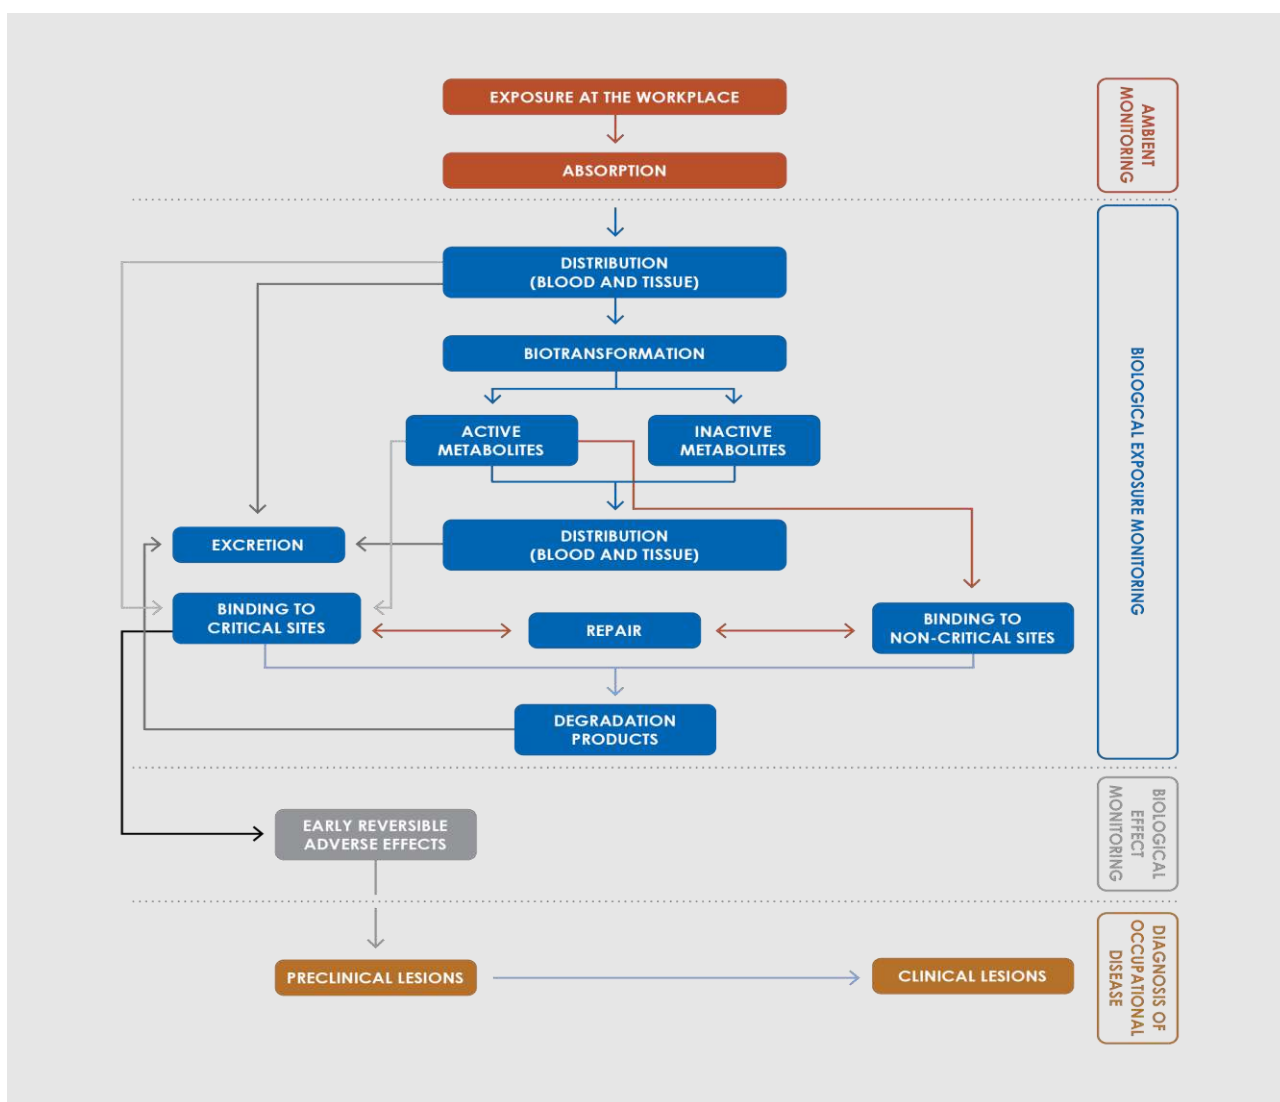 EXPOSURE AT THE WORKPLACE
ABSORPTION
AMBIENT
MONITORING
DISTRIBUTION
(BLOOD AND TISSUE)
BIOTRANSFORMATION
ACTIVE
METABOLITES
INACTIVE
METABOLITES
DISTRIBUTION
(BLOOD AND TISSUE)
EXCRETION
BINDING TO
CRITICAL SITES
REPAIR
BINDING TO
NON-CRITICAL SITES
DEGRADATION
PRODUCTS
BIOLOGICAL EXPOSURE MONITORING
EARLY REVERSIBLE
ADVERSE EFFECTS
BIOLOGICAL
EFFECT
MONITORING
PRECLINICAL LESIONS
CLINICAL LESIONS
DIAGNOSIS OF
OCCUPATIONAL
DISEASE